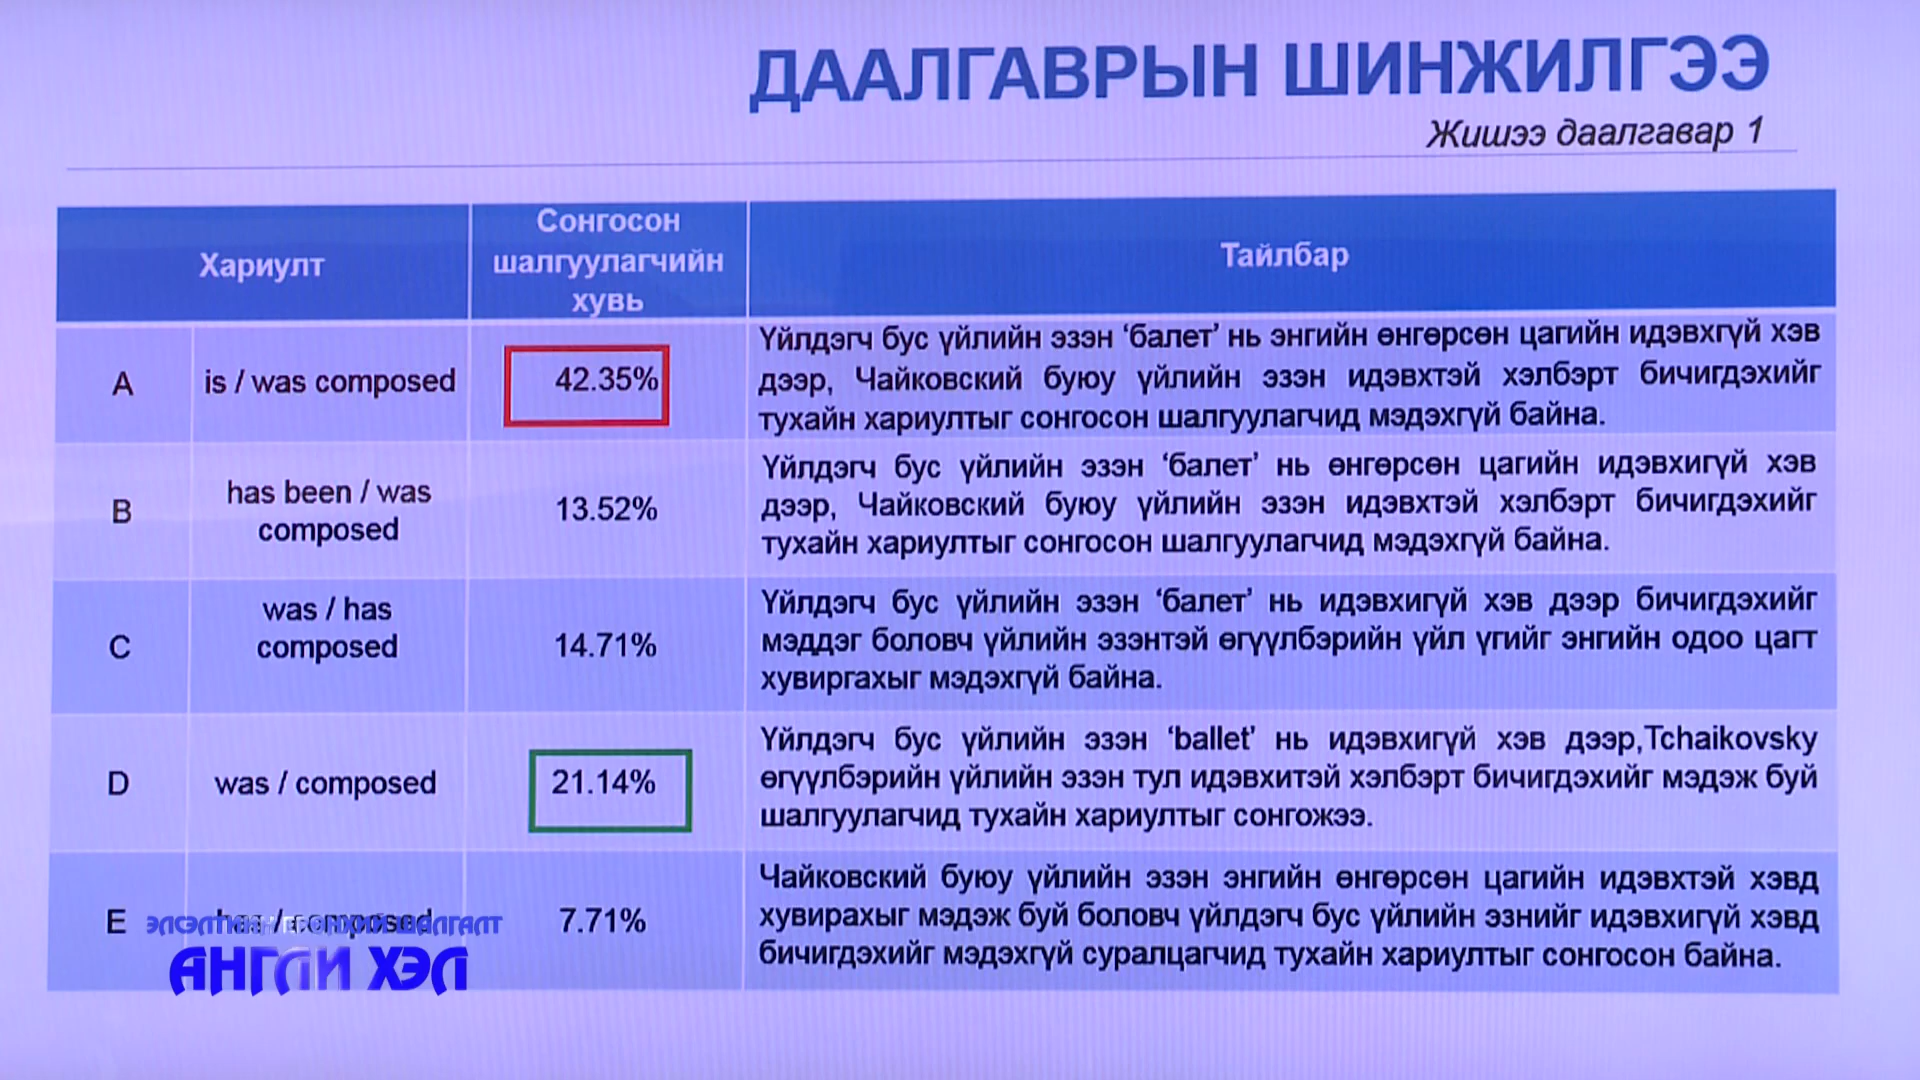 ДААЛГАВРЫН ШИНЖИЛГЭЭ
Жишээ даалгавар 1
Хариулт
Сонгосон
шалгуулагчийн
хувь
Тайлбар
A
is / was composed
42.35%
Үйлдэгч бус үйлийн эзэн ‘балет’ нь энгийн өнгөрсөн цагийн идэвхгүй хэв
дээр, Чайковский буюу үйлийн эзэн идэвхтэй хэлбэрт бичигдэхийг
тухайн хариултыг сонгосон шалгуулагчид мэдэхгүй байна.
B
has been / was
composed
13.52%
Үйлдэгч бус үйлийн эзэн ‘балет’ нь өнгөрсөн цагийн идэвхигүй хэв
дээр, Чайковский буюу үйлийн эзэн идэвхтэй хэлбэрт бичигдэхийг
тухайн хариултыг сонгосон шалгуулагчид мэдэхгүй байна.
C
was / has
composed
14.71%
Үйлдэгч бус үйлийн эзэн ‘балет’ нь идэвхигүй хэв дээр бичигдэхийг
мэддэг боловч үйлийн эзэнтэй өгүүлбэрийн үйл үгийг энгийн одоо цагт
хувиргахыг мэдэхгүй байна.
D
was / composed
21.14%
Үйлдэгч бус үйлийн эзэн ‘ballet’ нь идэвхигүй хэв дээр,Tchaikovsky
өгүүлбэрийн үйлийн эзэн тул идэвхитэй хэлбэрт бичигдэхийг мэдэж буй
шалгуулагчид тухайн хариултыг сонгожээ.
E
has / composed
7.71%
Чайковский буюу үйлийн эзэн энгийн өнгөрсөн цагийн идэвхтэй хэвд
хувирахыг мэдэж буй боловч үйлдэгч бус үйлийн эзнийг идэвхигүй хэвд
бичигдэхийг мэдэхгүй суралцагчид тухайн хариултыг сонгосон байна.
ШАЛГАЛТ
АНГЛИ ХЭЛ